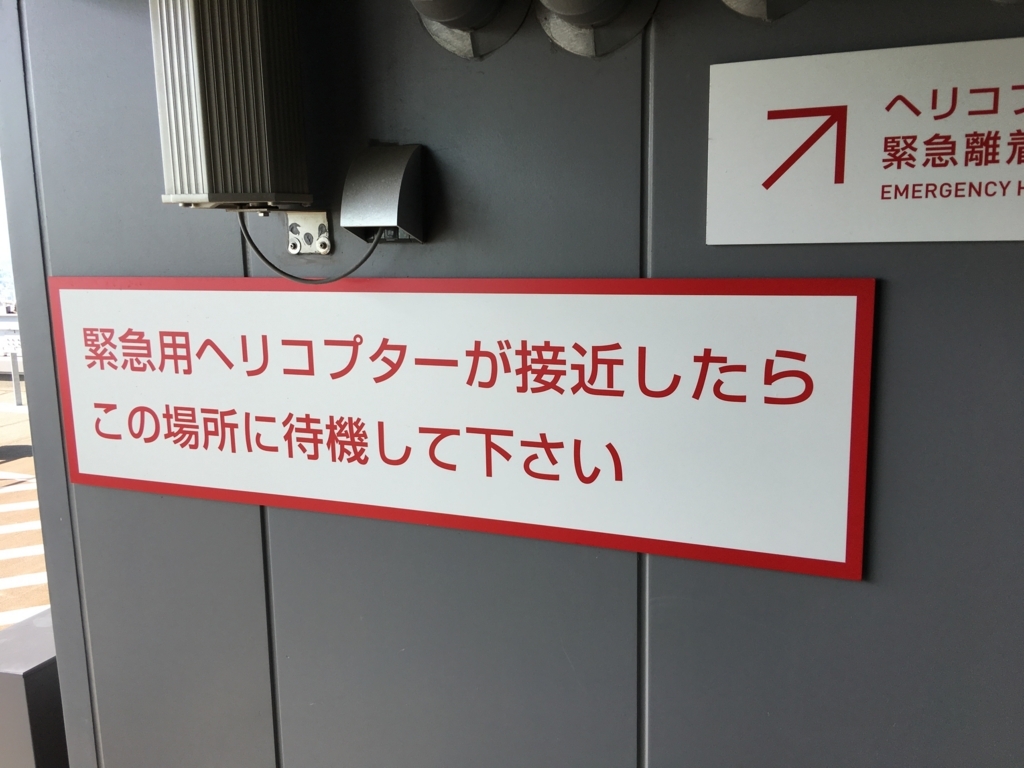 ヘリコプ
緊急離着
EMERGENCY H
緊急用ヘリコプターが接近したら
この場所に待機して下さい